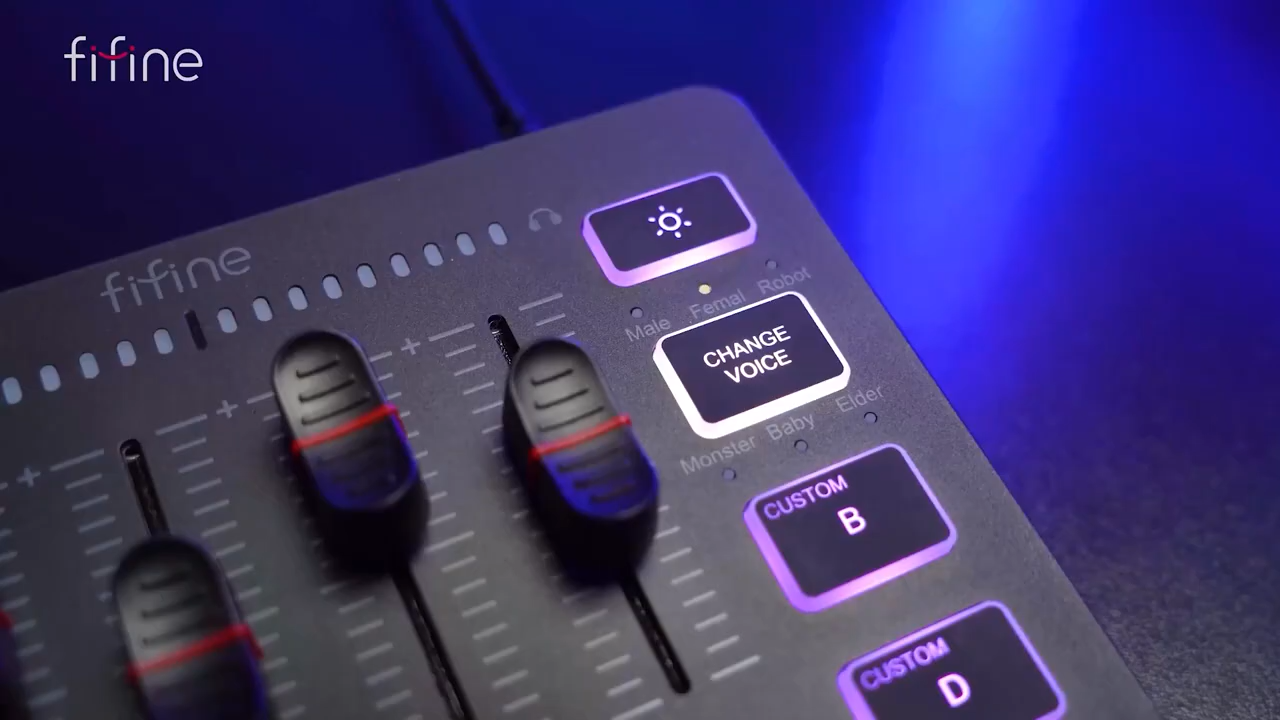 fifine
fifine
Male Femal Robot
CHANGE
VOICE
Monster Baby Elder
CUSTOM
B
CUSTOM
D